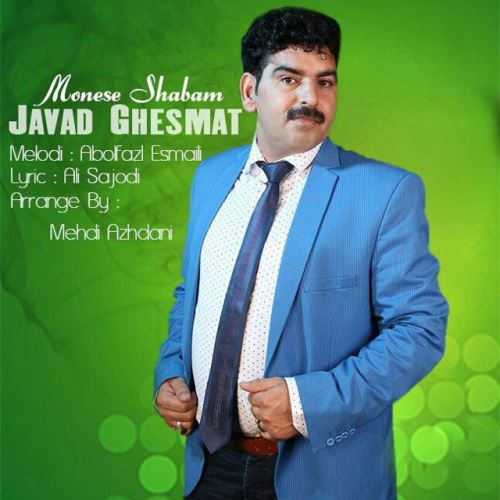 Monese Shabam
JAVAD GHESMAT
Melodi : Abolfazl Esmaili
Lyric : Ali Sajodi
Arrange By :
Mehdi Azhdani